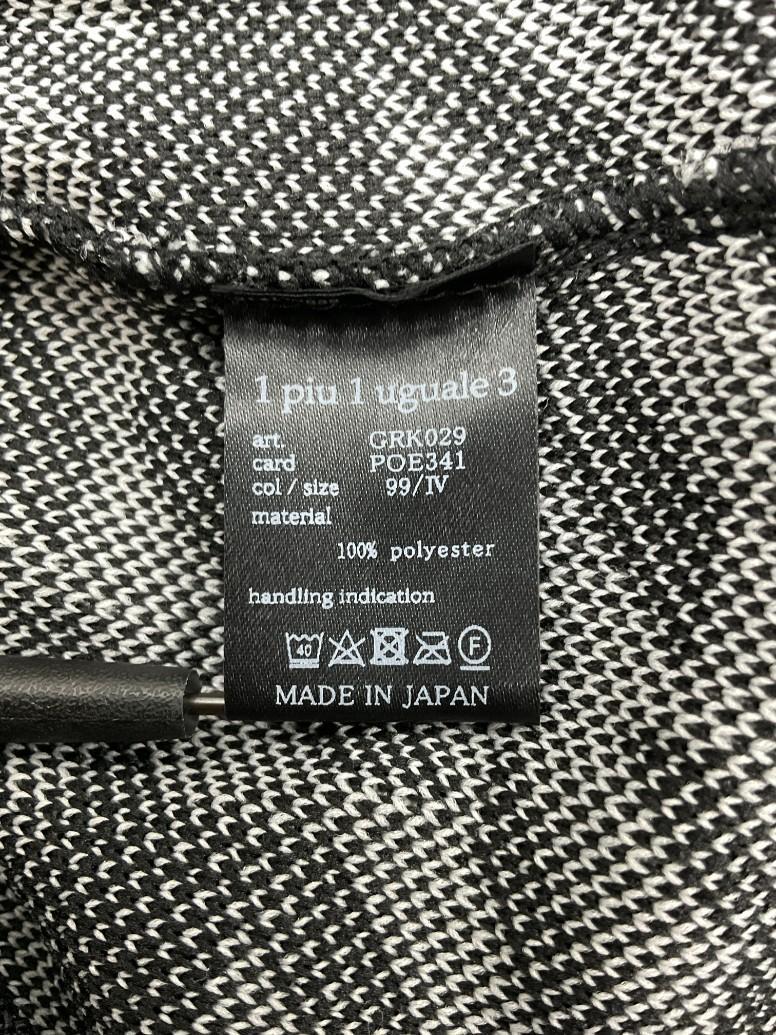 1 piu 1 uguale 3
art. GRK029
card POE341
col / size 99/IV
material
100% polyester
handling indication
40 F
MADE IN JAPAN